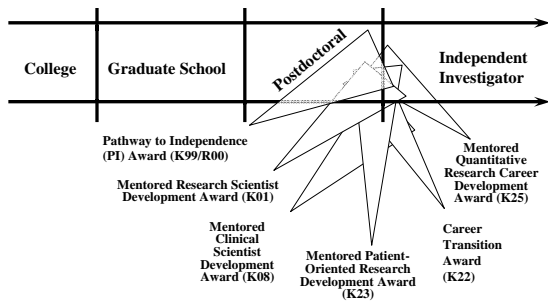 College
Graduate School
Postdoctoral
Independent
Investigator
Pathway to Independence
(PI) Award (K99/R00)
Mentored Research Scientist
Development Award (K01)
Mentored
Clinical
Scientist
Development
Award (K08)
Mentored Patient-
Oriented Research
Development Award
(K23)
Career
Transition
Award
(K22)
Mentored
Quantitative
Research Career
Development
Award (K25)